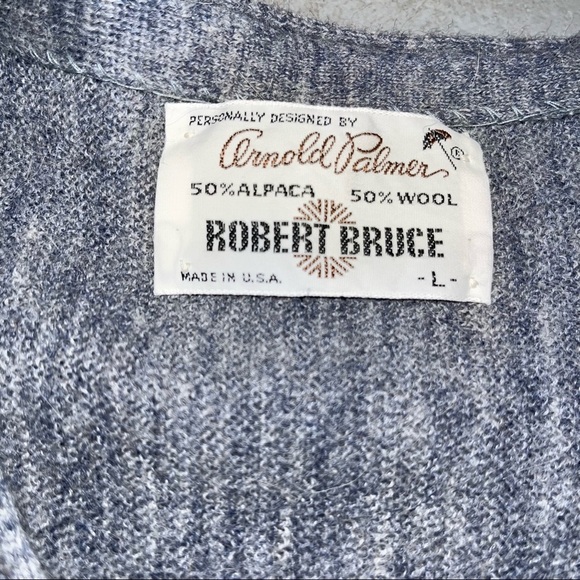 PERSONALLY DESIGNED BY
Arnold Palmer ®
50% ALPACA 50% WOOL
ROBERT BRUCE
MADE IN U.S.A. - L -